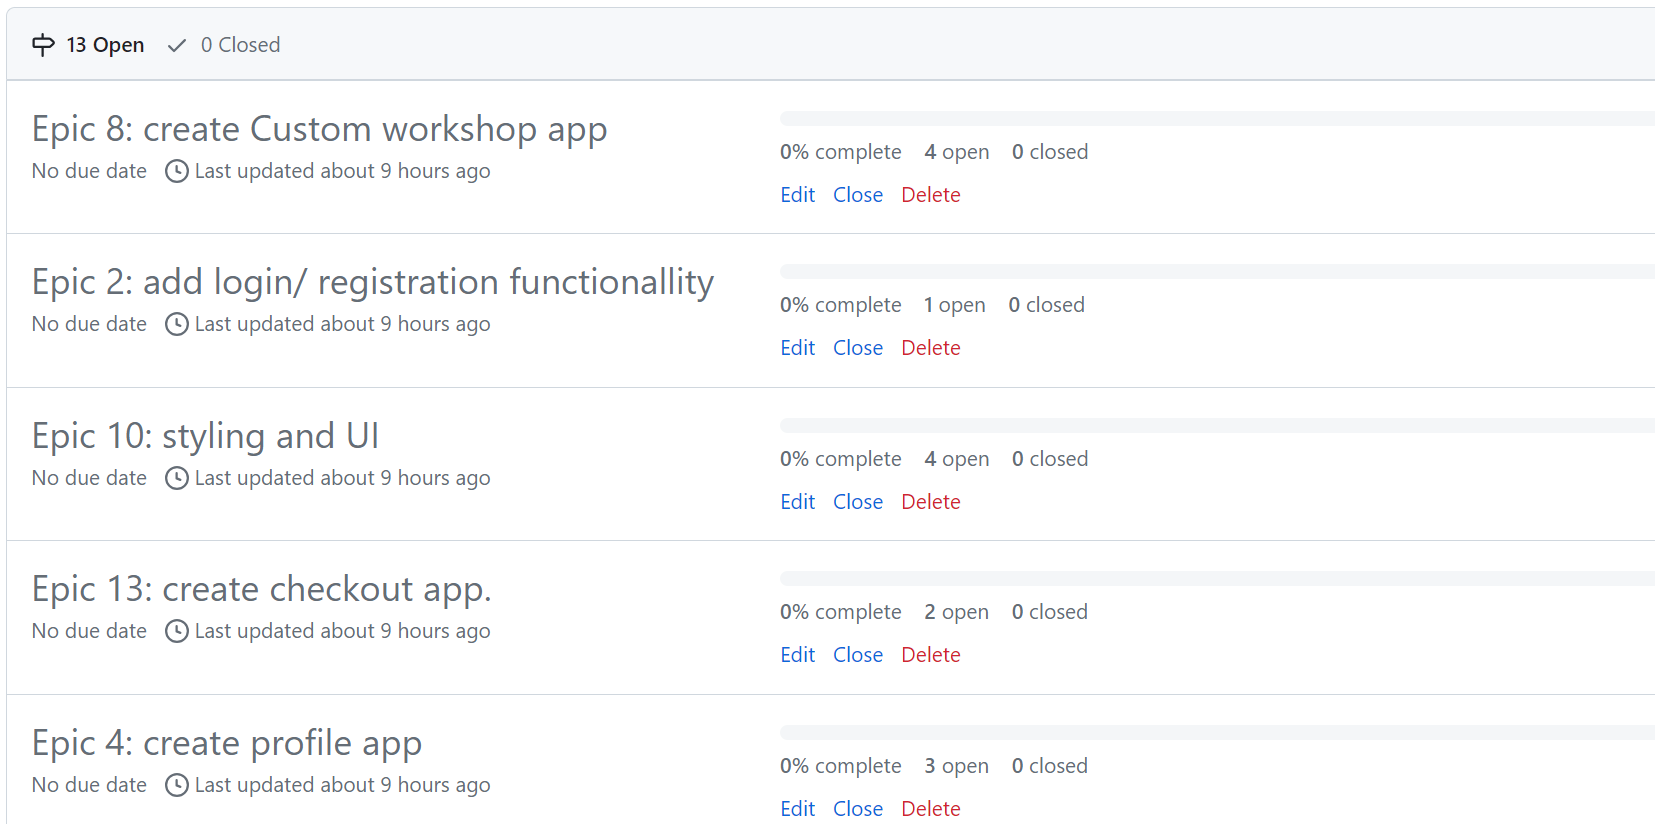 13 Open 0 Closed
Epic 8: create Custom workshop app
No due date Last updated about 9 hours ago
0% complete 4 open 0 closed
Edit Close Delete
Epic 2: add login/ registration functionallity
No due date Last updated about 9 hours ago
0% complete 1 open 0 closed
Edit Close Delete
Epic 10: styling and UI
No due date Last updated about 9 hours ago
0% complete 4 open 0 closed
Edit Close Delete
Epic 13: create checkout app.
No due date Last updated about 9 hours ago
0% complete 2 open 0 closed
Edit Close Delete
Epic 4: create profile app
No due date Last updated about 9 hours ago
0% complete 3 open 0 closed
Edit Close Delete